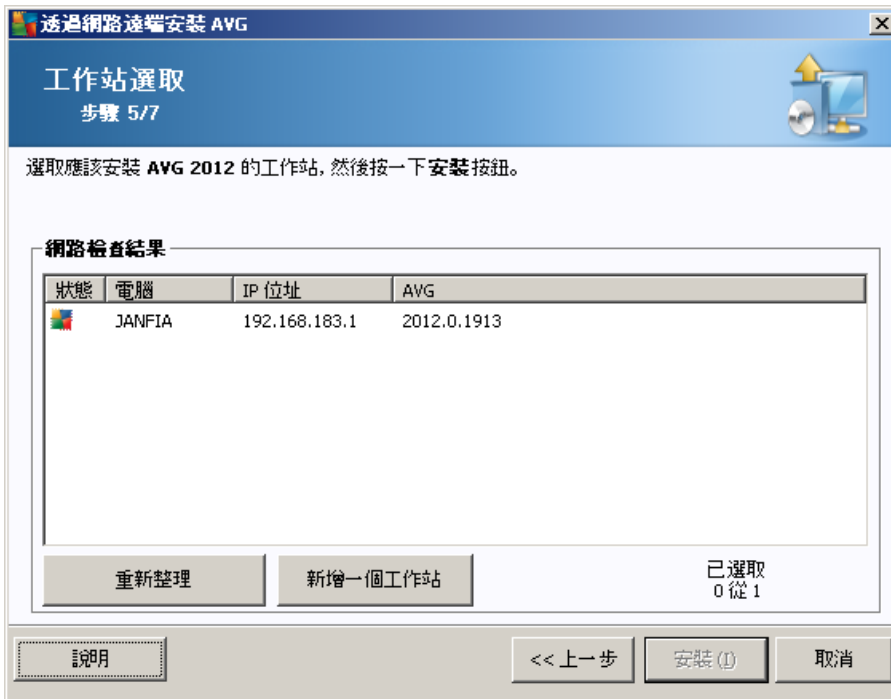 透過網路遠端安裝 AVG
工作站選取
步驟 5/7
選取應該安裝 AVG 2012 的工作站, 然後按一下安裝按鈕。
網路檢查結果
狀態 電腦 IP 位址 AVG
JANFIA 192.168.183.1 2012.0.1913
重新整理 新增一個工作站 已選取
0 從 1
說明 << 上一步 安裝(I) 取消